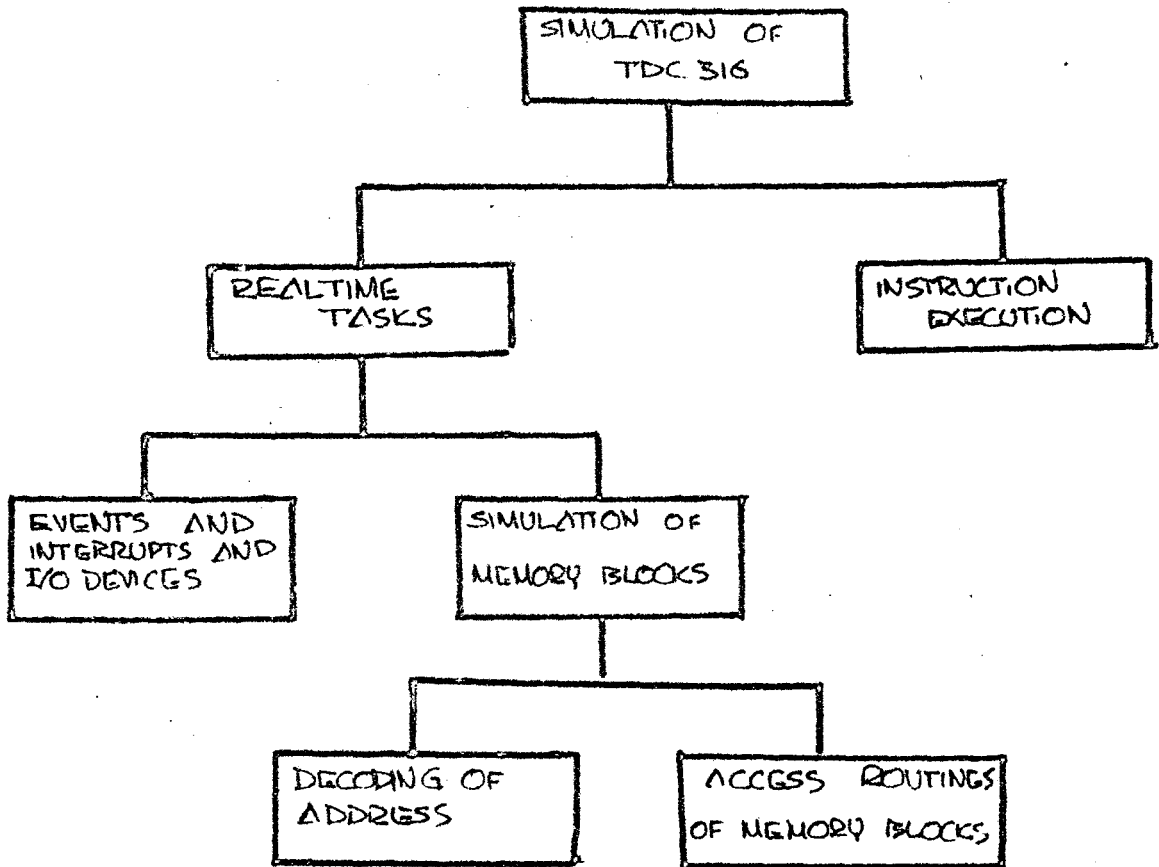 SIMULATION OF
TDC 316
REALTIME
TASKS
INSTRUCTION
EXECUTION
EVENTS AND
INTERRUPTS AND
I/O DEVICES
SIMULATION OF
MEMORY BLOCKS
DECODING OF
ADDRESS
ACCESS ROUTINGS
OF MEMORY BLOCKS